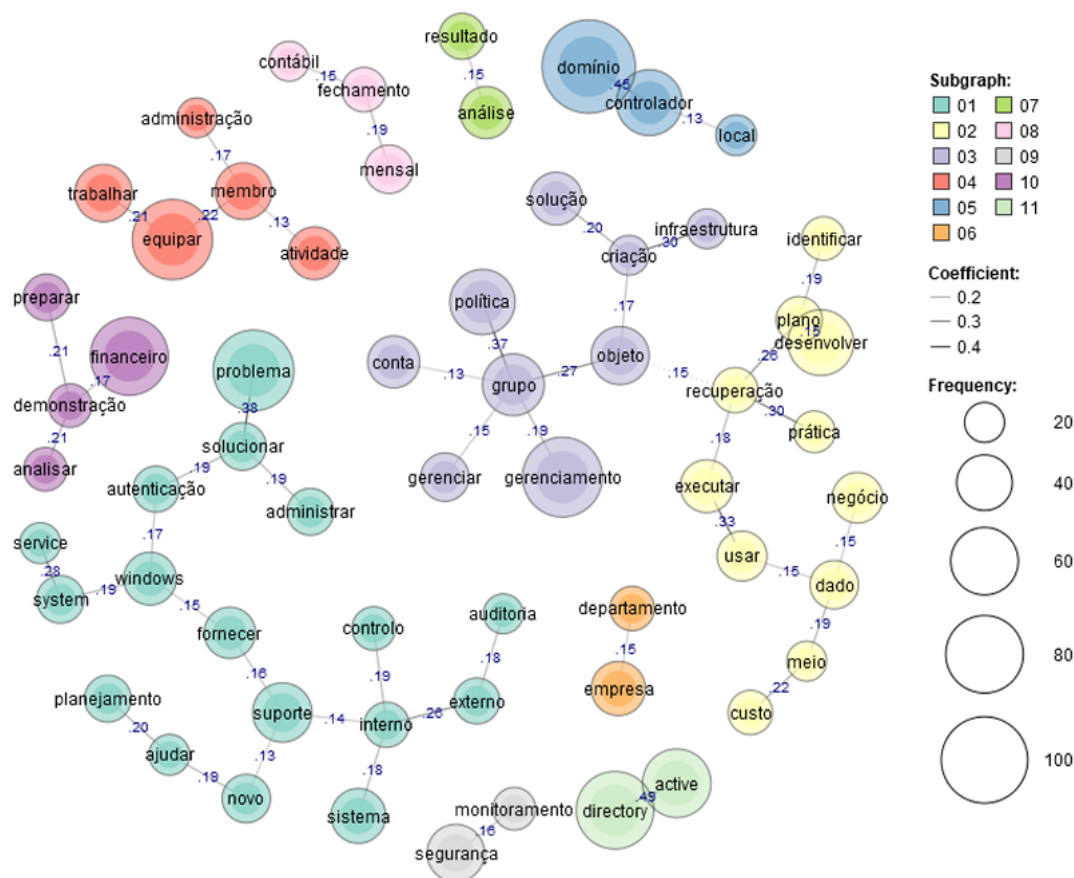 resultado
contábil
.15
.15
fechamento
domínio
.45
controlador
análise
administração
.19
.13
local
.17
mensal
trabalhar
membro
.21
.22
equipar
.13
atividade
solução
.20
.30
infraestrutura
criação
identificar
.19
preparar
política
.17
plano
.15
desenvolver
financeiro
.21
.37
objeto
problema
conta
.13
grupo
.27
.15
.26
recuperação
.17
demonstração
.38
.15
.19
.30
prática
.21
solucionar
.18
analisar
.19
.19
gerenciar
gerenciamento
executar
autenticação
administrar
negócio
.33
.17
.15
service
usar
.28
windows
.15
dado
system
.19
.15
auditoria
departamento
controlo
.19
fornecer
.18
.15
meio
.16
.19
empresa
.22
planejamento
externo
custo
suporte
.14
interno
.26
.20
ajudar
.13
.18
.19
novo
active
.49
sistema
monitoramento
directory
.16
segurança
Subgraph:
01 07
02 08
03 09
04 10
05 11
06
Coefficient:
0.2
0.3
0.4
Frequency:
20
40
60
80
100